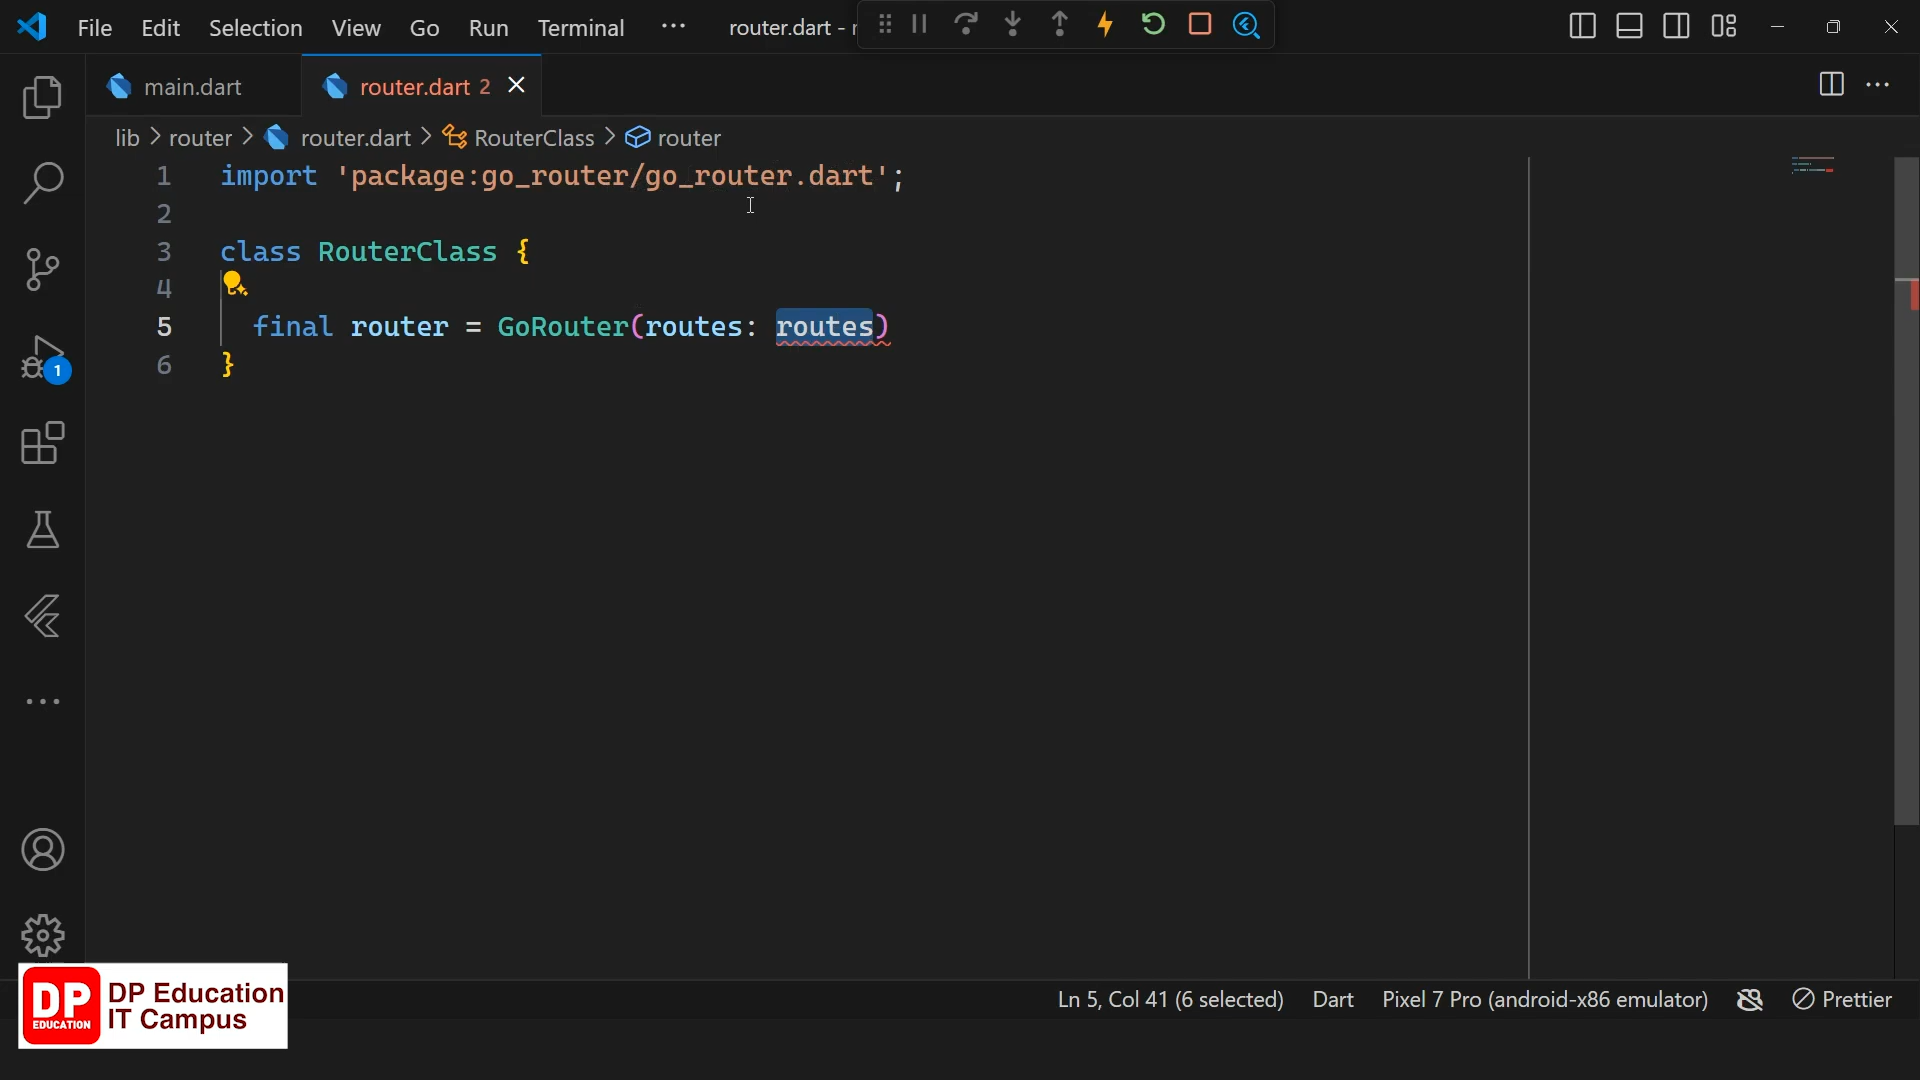 File Edit Selection View Go Run Terminal ··· router.dart -
main.dart router.dart 2
lib > router > router.dart > RouterClass > router
1 import 'package:go_router/go_router.dart';
2
3 class RouterClass {
4
5 final router = GoRouter(routes: routes)
6 }
1
DP EDUCATION
DP Education
IT Campus
Ln 5, Col 41 (6 selected) Dart Pixel 7 Pro (android-x86 emulator) Prettier